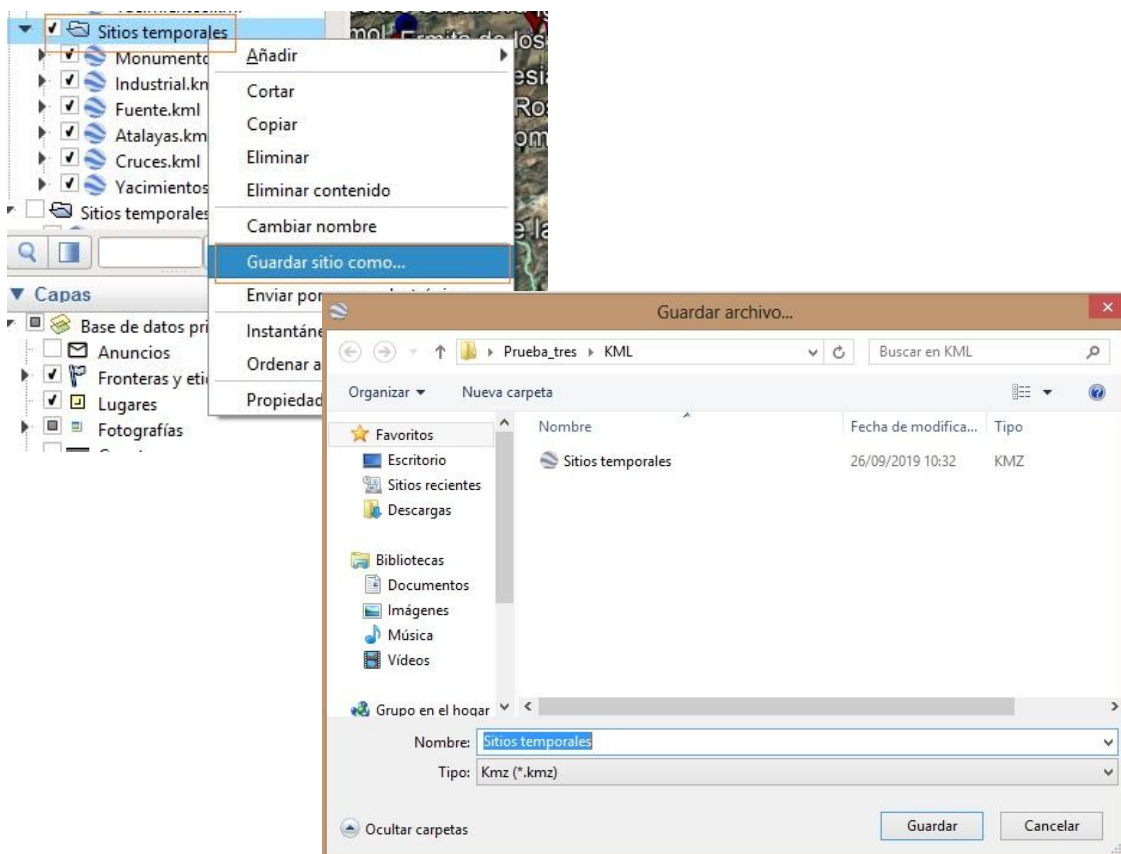 Sitios temporales
Monumento
Industrial.km
Fuente.kml
Atalayas.km
Cruces.kml
Yacimientos
Sitios temporales
Ermita de los
Añadir
Cortar
Copiar
Eliminar
Eliminar contenido
Cambiar nombre
Guardar sitio como...
Enviar por
Instantáne
Ordenar a
Propiedad
Capas
Base de datos pri
Anuncios
Fronteras y eti
Lugares
Fotografías
Guardar archivo...
Prueba_tres
KML
Buscar en KML
Organizar
Nueva carpeta
Favoritos
Escritorio
Sitios recientes
Descargas
Bibliotecas
Documentos
Imágenes
Música
Vídeos
Grupo en el hogar
Nombre
Fecha de modifica...
Tipo
Sitios temporales
26/09/2019 10:32
KMZ
Nombre: Sitios temporales
Tipo: Kmz (*.kmz)
Ocultar carpetas
Guardar
Cancelar